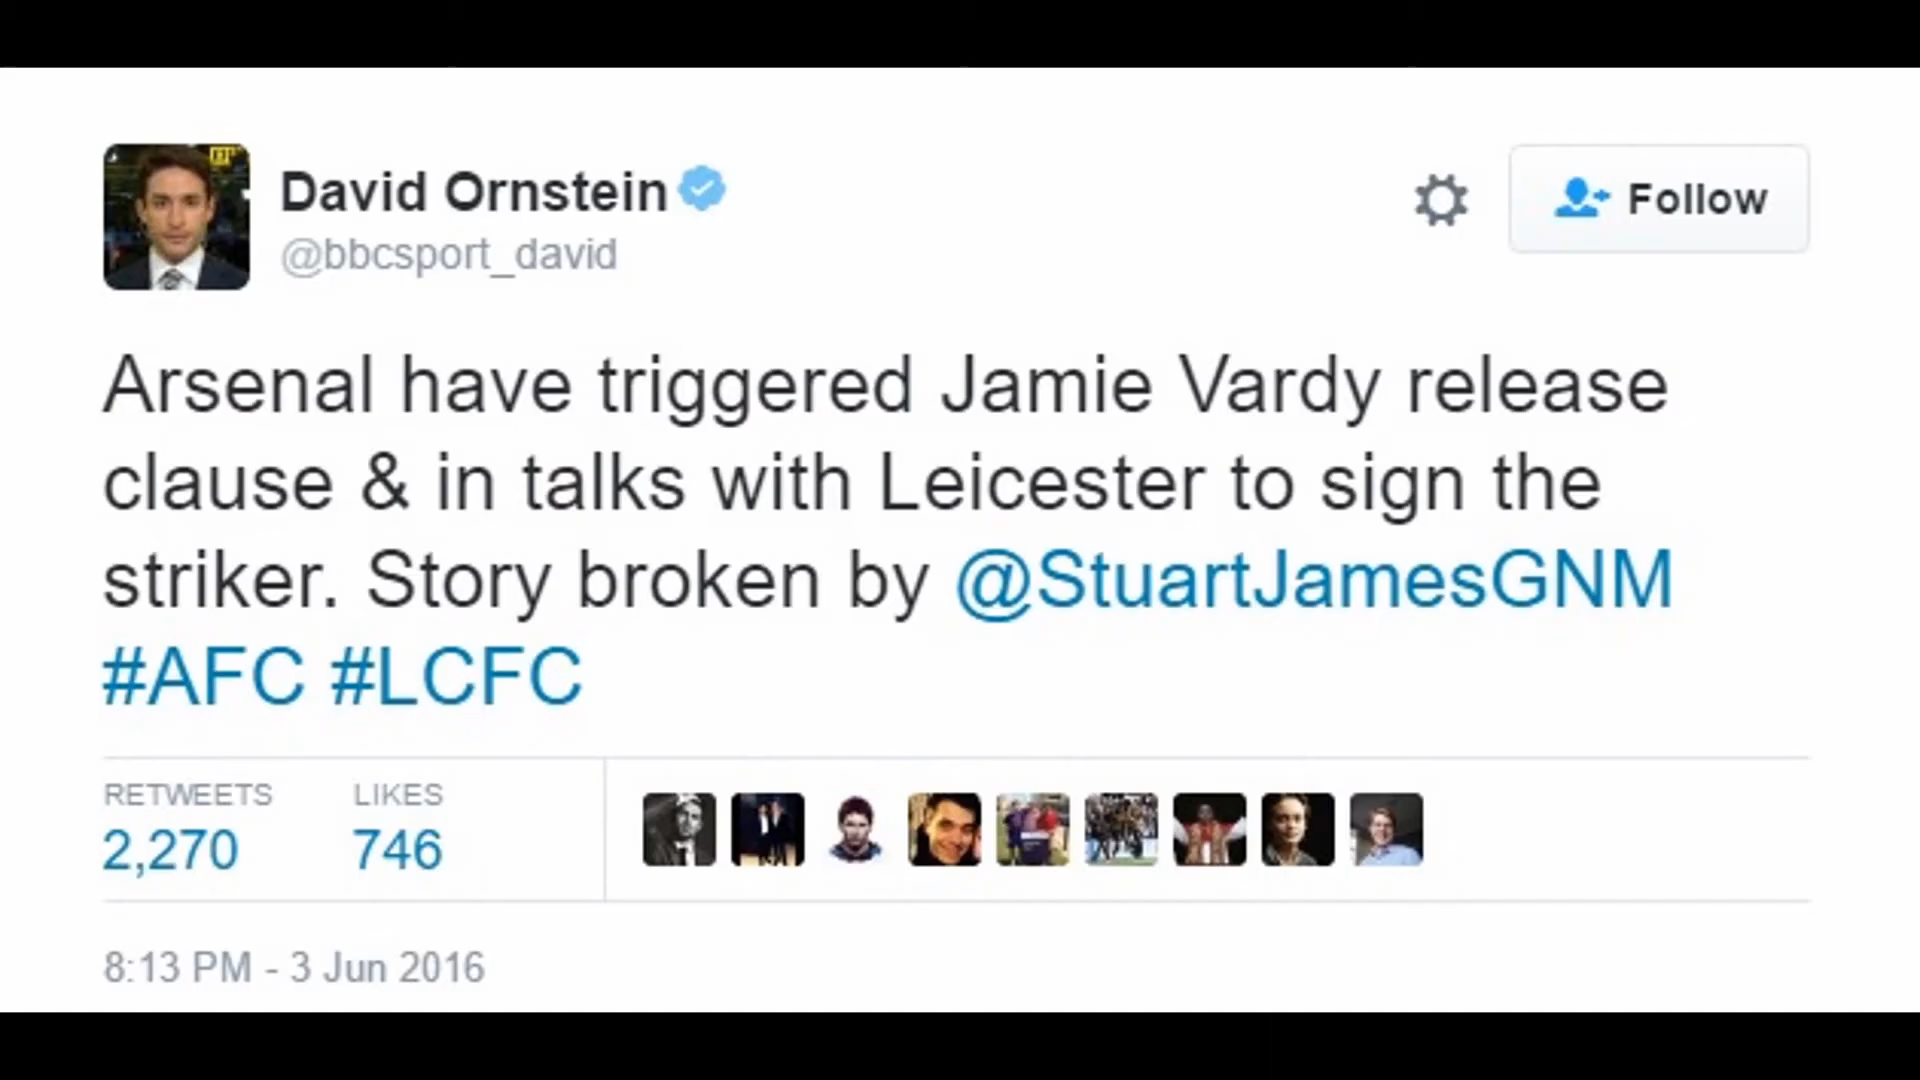 David Ornstein
@bbcsport_david
Follow
Arsenal have triggered Jamie Vardy release
clause & in talks with Leicester to sign the
striker. Story broken by @StuartJamesGNM
#AFC #LCFC
RETWEETS LIKES
2,270 746
8:13 PM - 3 Jun 2016